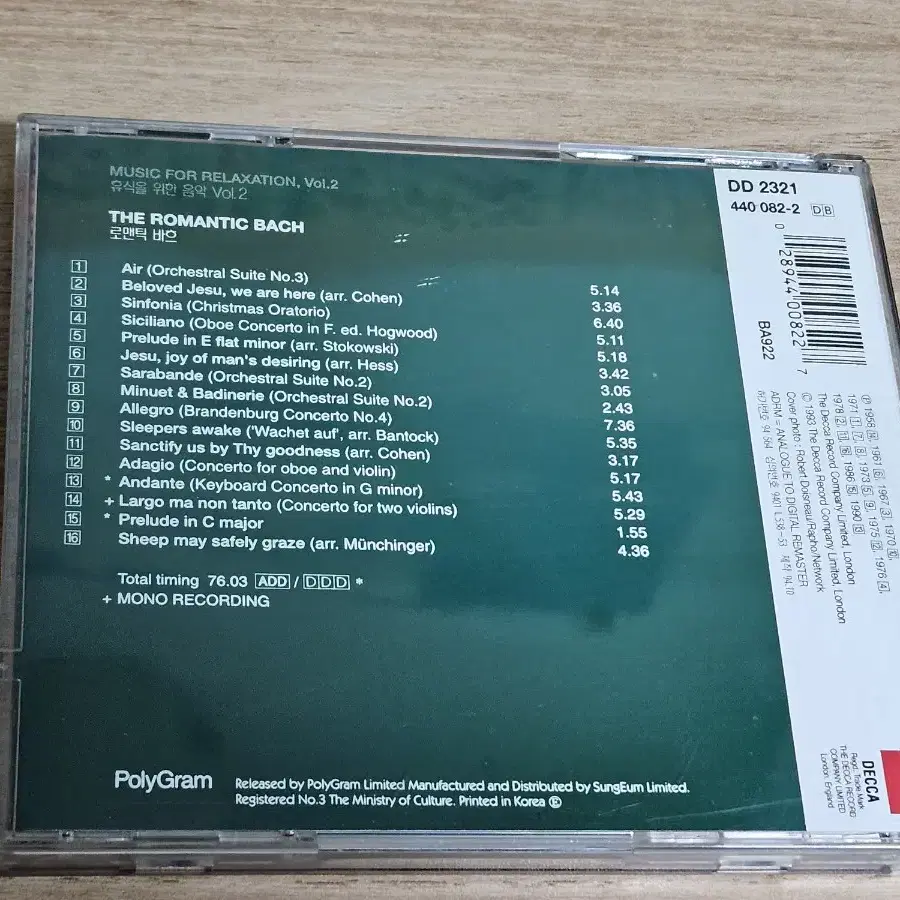 MUSIC FOR RELAXATION, Vol.2
휴식을 위한 음악 Vol.2
THE ROMANTIC BACH
로맨틱 바흐
1 Air (Orchestral Suite No.3) 5.14
2 Beloved Jesu, we are here (arr. Cohen) 3.36
3 Sinfonia (Christmas Oratorio) 6.40
4 Siciliano (Oboe Concerto in F. ed. Hogwood) 5.11
5 Prelude in E flat minor (arr. Stokowski) 5.18
6 Jesu, joy of man's desiring (arr. Hess) 3.42
7 Sarabande (Orchestral Suite No.2) 3.05
8 Minuet & Badinerie (Orchestral Suite No.2) 2.43
9 Allegro (Brandenburg Concerto No.4) 7.36
10 Sleepers awake ('Wachet auf', arr. Bantock) 5.35
11 Sanctify us by Thy goodness (arr. Cohen) 3.17
12 Adagio (Concerto for oboe and violin) 5.17
13 * Andante (Keyboard Concerto in G minor) 5.43
14 + Largo ma non tanto (Concerto for two violins) 5.29
15 * Prelude in C major 1.55
16 Sheep may safely graze (arr. Münchinger) 4.36
Total timing 76.03 ADD / DDD *
+ MONO RECORDING
PolyGram
Released by PolyGram Limited Manufactured and Distributed by SungEum Limited.
Registered No.3 The Ministry of Culture. Printed in Korea Ⓟ
DD 2321
440 082-2 DB
0 28944 00822 7
BA922
The Decca Record Company Limited, London
© 1993 The Decca Record Company Limited, London
Cover photo : Robert Doisneau/Rapho/Network
ADRM = ANALOGUE TO DIGITAL REMASTER
DECCA
Regd. Trade Mark
THE DECCA RECORD
COMPANY LIMITED
London, England